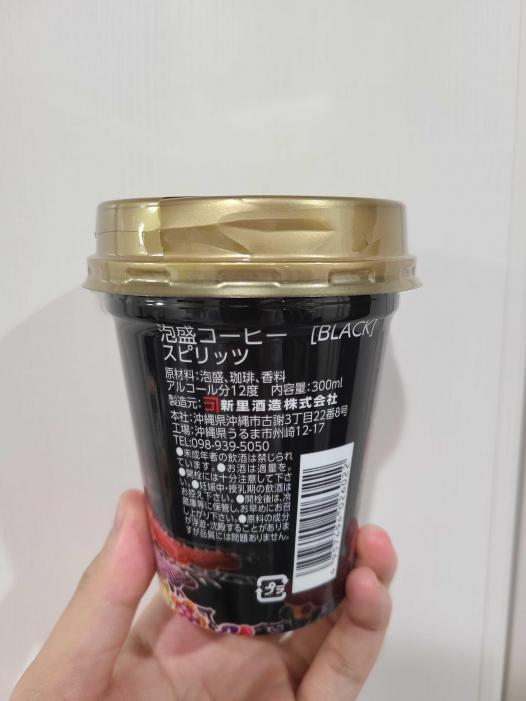 泡盛コーヒー [BLACK]
スピリッツ
原材料:泡盛、珈琲、香料
アルコール分12度 内容量:300ml
製造元:新里酒造株式会社
本社:沖縄県沖縄市古謝3丁目22番8号
工場:沖縄県うるま市州崎12-17
TEL:098-939-5050
●未成年者の飲酒は禁じられ
ています。●お酒は適量を。
●開栓には十分注意して下さ
い。●妊娠中・授乳期の飲酒は
お控え下さい。●開栓後は、冷
蔵庫等に保管し、お早めにお召
し上がり下さい。●原料の成分
が浮遊・沈殿することがありま
すが品質には問題ありません。
プラ